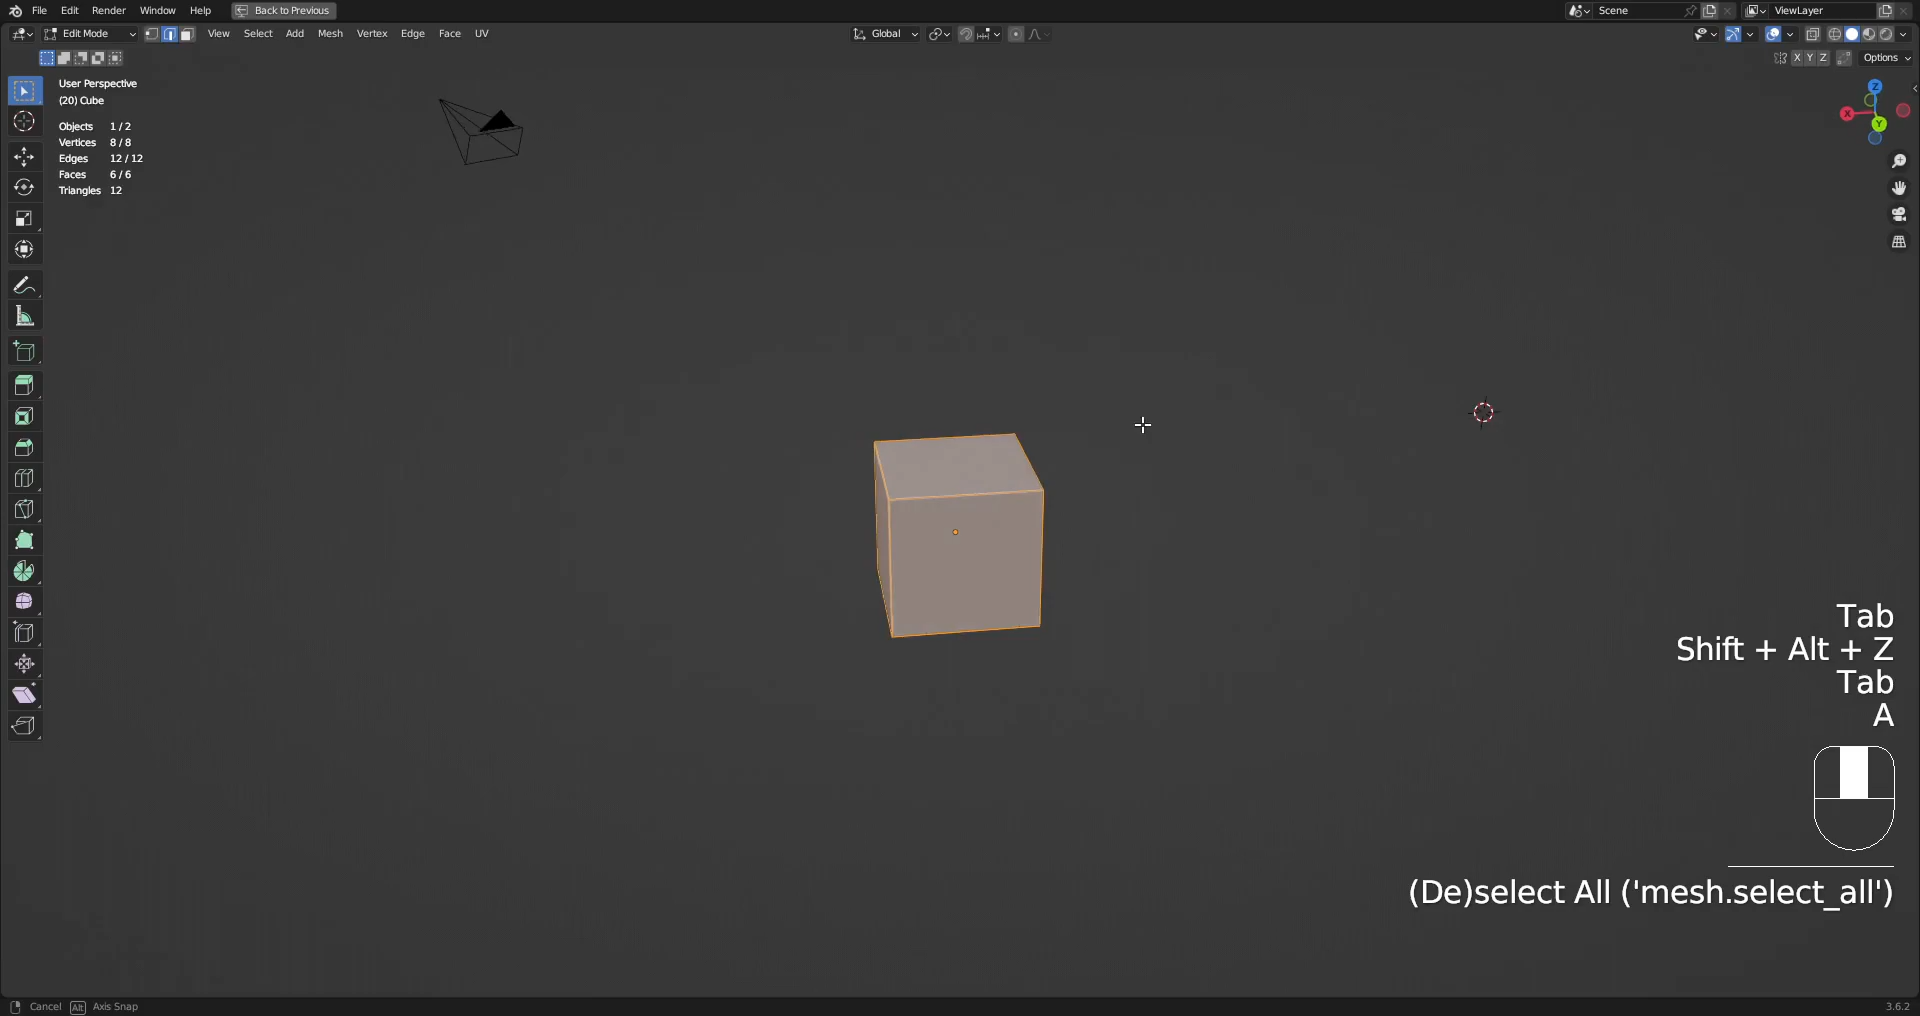 File Edit Render Window Help Back to Previous Scene ViewLayer
Edit Mode View Select Add Mesh Vertex Edge Face UV Global
X Y Z Options
User Perspective
(20) Cube
Objects 1 / 2
Vertices 8 / 8
Edges 12 / 12
Faces 6 / 6
Triangles 12
Z
X
Y
Tab
Shift + Alt + Z
Tab
A
(De)select All ('mesh.select_all')
Cancel Alt Axis Snap 3.6.2